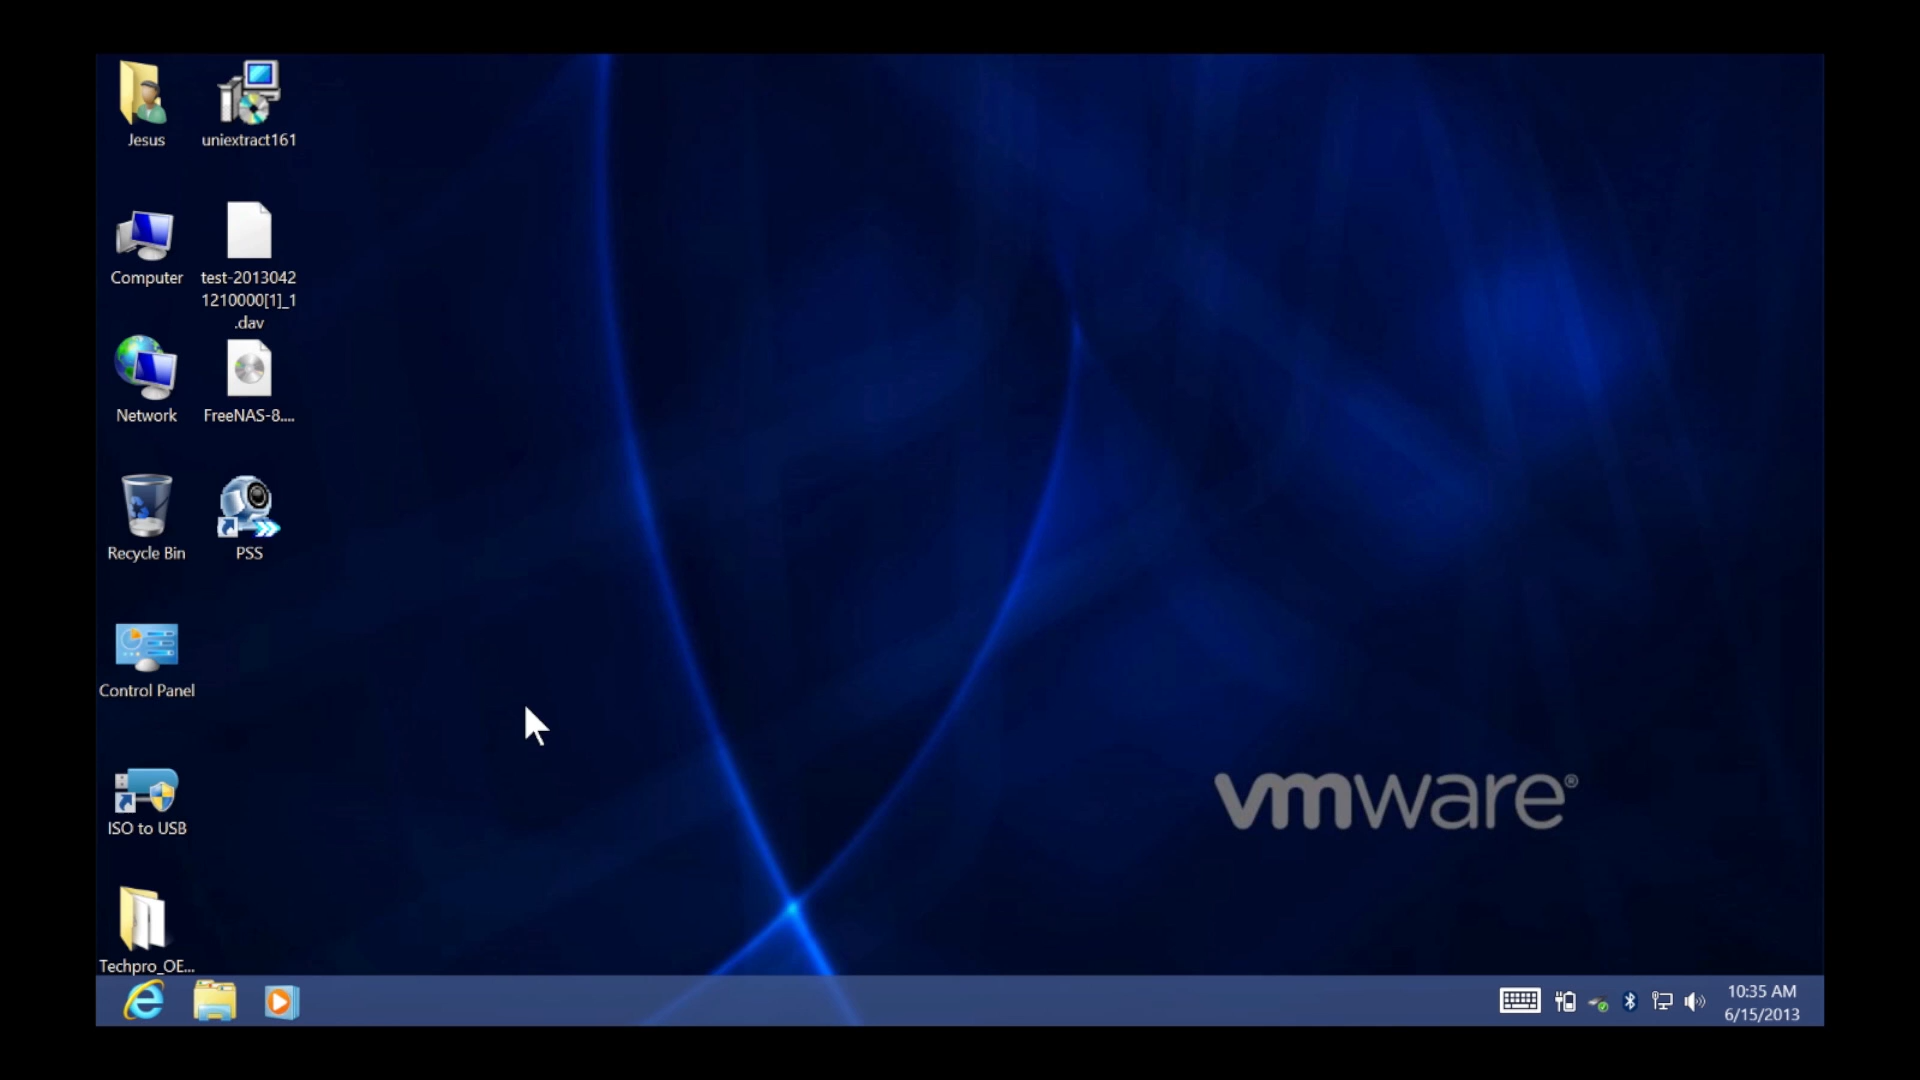 Jesus
uniextract161
Computer
test-2013042
1210000[1]_1
.dav
Network
FreeNAS-8....
Recycle Bin
PSS
Control Panel
ISO to USB
Techpro_OE...
vmware®
10:35 AM
6/15/2013